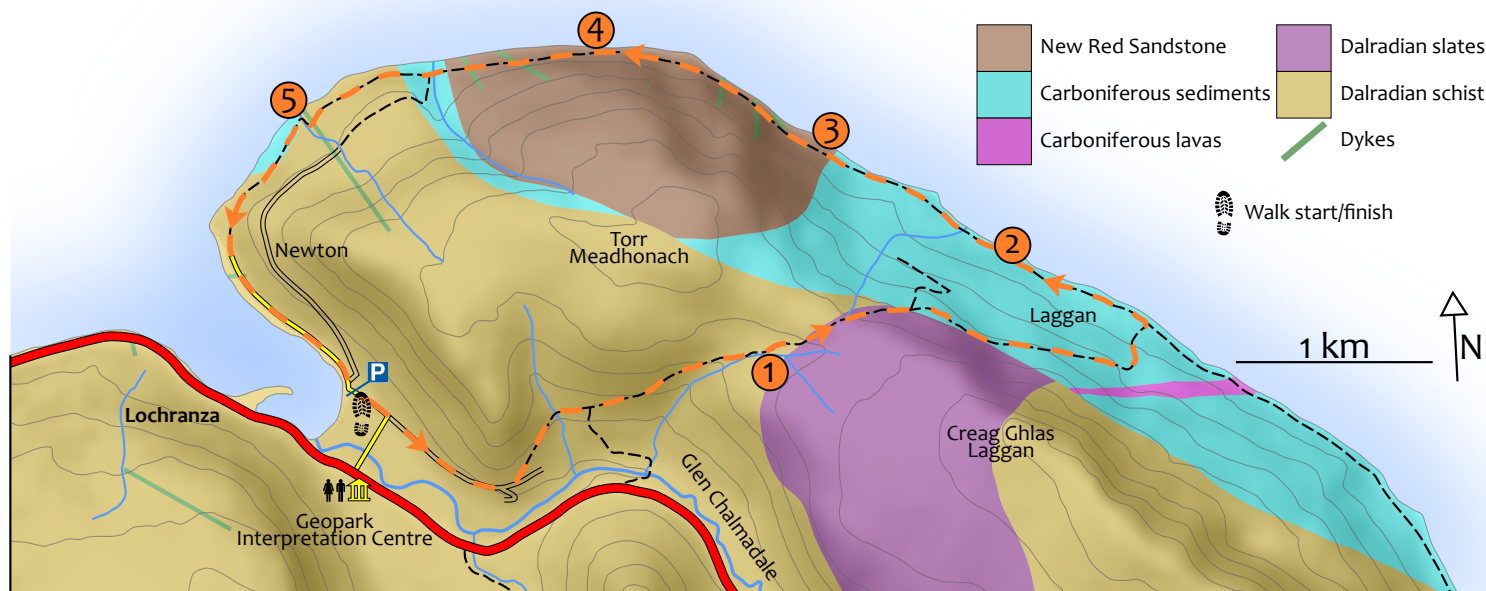 4
New Red Sandstone
Dalradian slates
5
Carboniferous sediments
Dalradian schist
3
Carboniferous lavas
Dykes
Walk start/finish
Newton
Torr
Meadhonach
2
Laggan
1 km
N
P
1
Lochranza
Creag Ghlas
Laggan
Glen Chalmadale
Geopark
Interpretation Centre